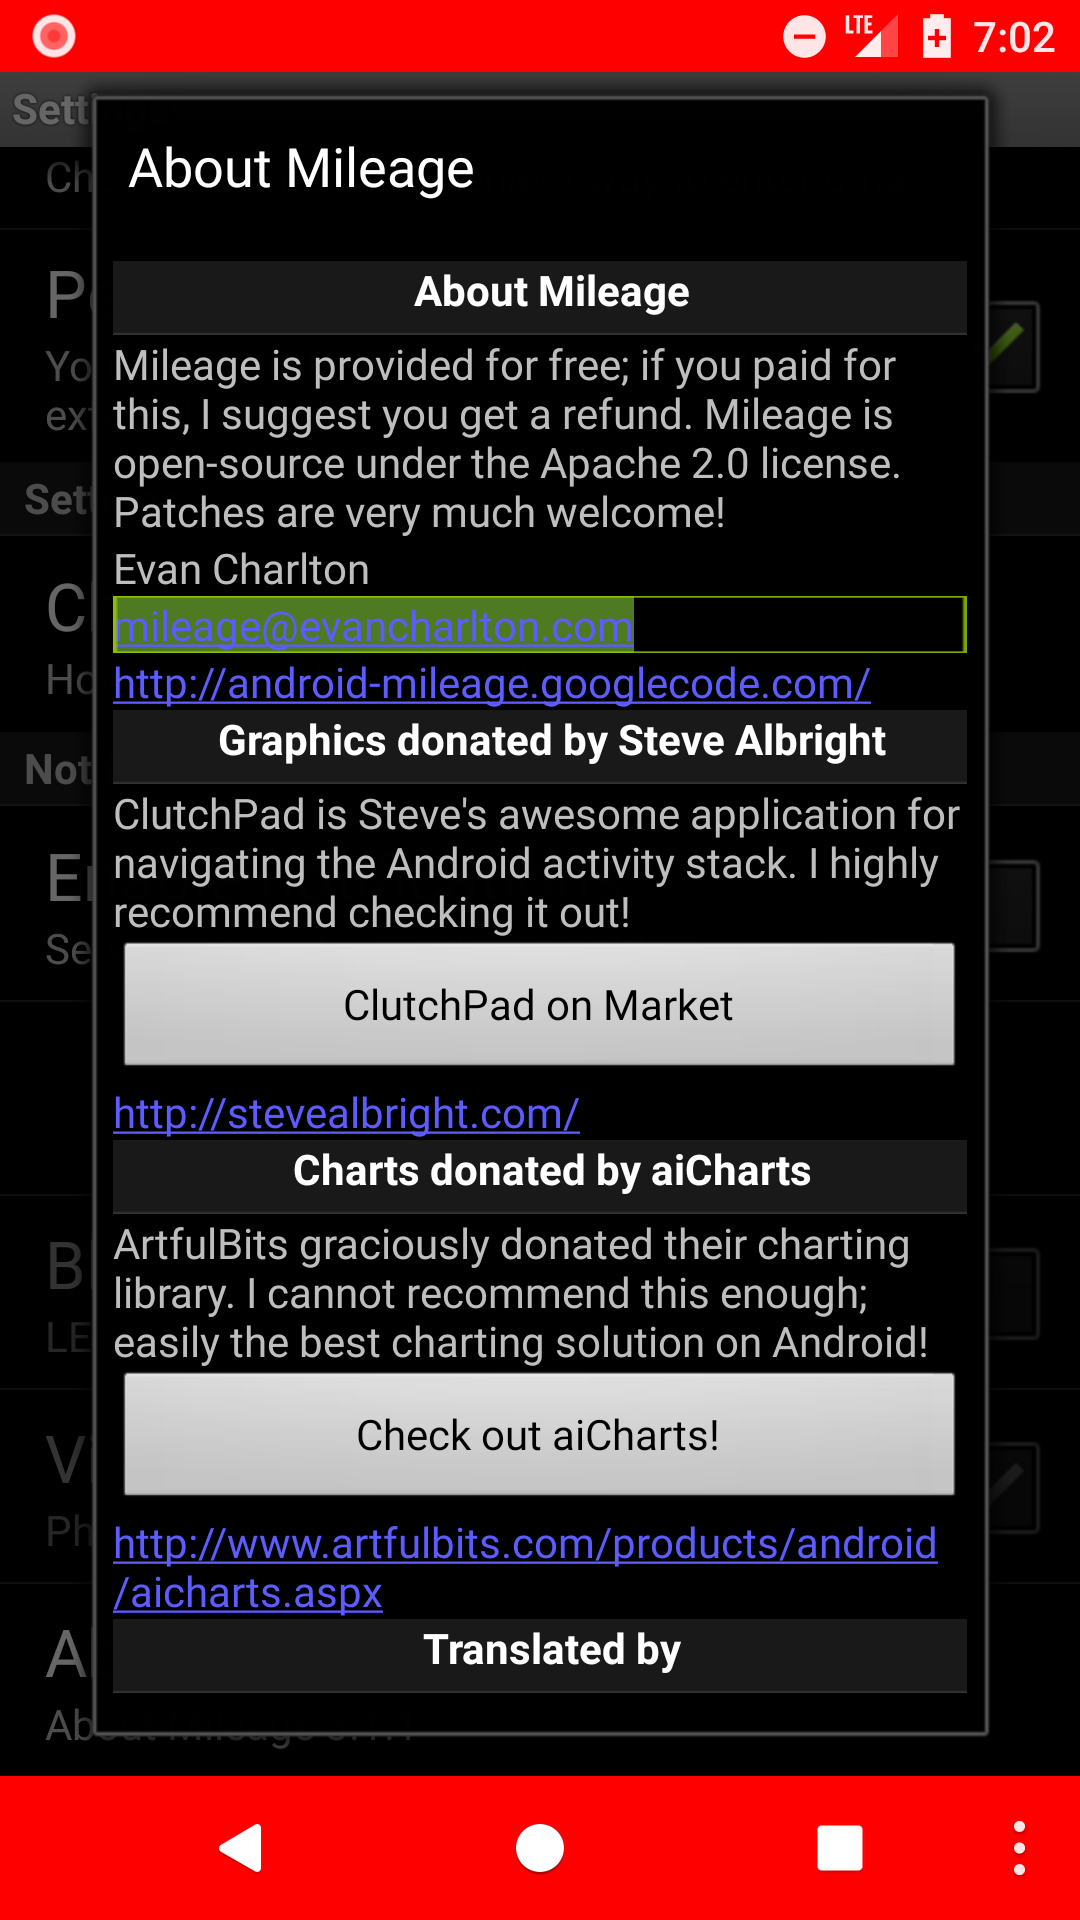 LTE 7:02
Sett
Ch
About Mileage
About Mileage
Mileage is provided for free; if you paid for
this, I suggest you get a refund. Mileage is
open-source under the Apache 2.0 license.
Patches are very much welcome!
Evan Charlton
mileage@evancharlton.com
http://android-mileage.googlecode.com/
Graphics donated by Steve Albright
ClutchPad is Steve's awesome application for
navigating the Android activity stack. I highly
recommend checking it out!
ClutchPad on Market
http://stevealbright.com/
Charts donated by aiCharts
ArtfulBits graciously donated their charting
library. I cannot recommend this enough;
easily the best charting solution on Android!
Check out aiCharts!
http://www.artfulbits.com/products/android
/aicharts.aspx
Translated by
Yo
ext
Sett
Ho
Not
Se
LE
Ph